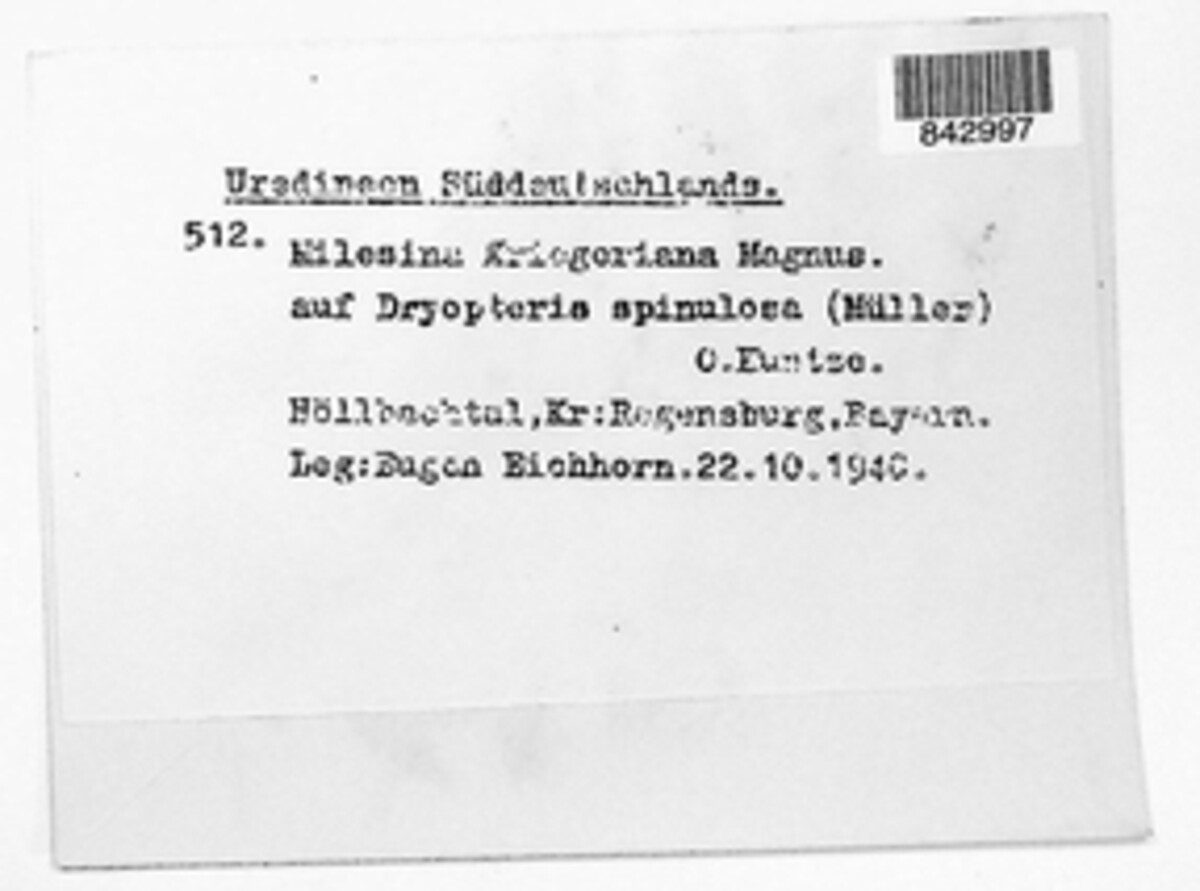 842997
Uredineen Süddeutschlands.
512. Milesina Kriegeriana Magnus.
auf Dryopteris spinulosa (Müller)
O.Kuntze.
Höllbachtal,Kr:Regensburg,Bayern.
Leg:Eugen Eichhorn.22.10.1940.